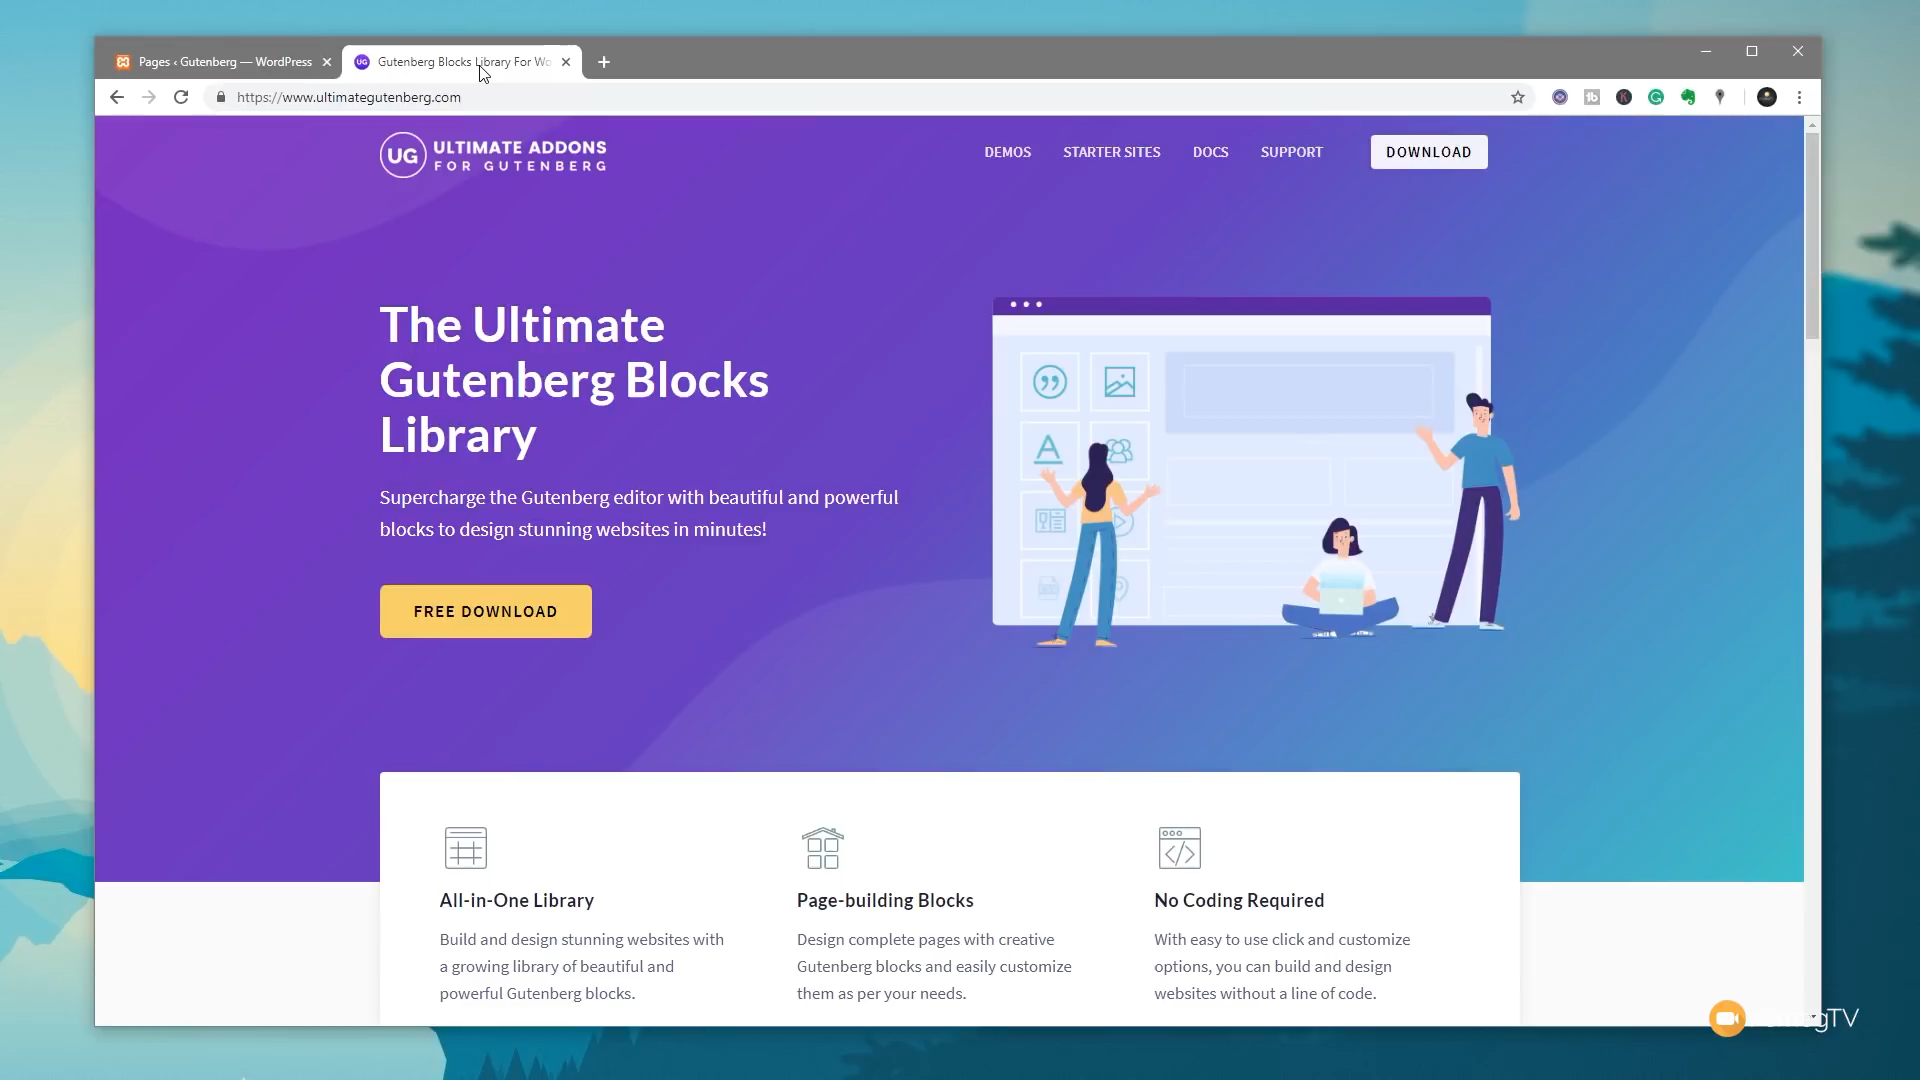 Pages ‹ Gutenberg — WordPress
Gutenberg Blocks Library For Wo
https://www.ultimategutenberg.com
UG
ULTIMATE ADDONS
FOR GUTENBERG
DEMOS
STARTER SITES
DOCS
SUPPORT
DOWNLOAD
The Ultimate
Gutenberg Blocks
Library
Supercharge the Gutenberg editor with beautiful and powerful
blocks to design stunning websites in minutes!
FREE DOWNLOAD
All-in-One Library
Build and design stunning websites with
a growing library of beautiful and
powerful Gutenberg blocks.
Page-building Blocks
Design complete pages with creative
Gutenberg blocks and easily customize
them as per your needs.
No Coding Required
With easy to use click and customize
options, you can build and design
websites without a line of code.